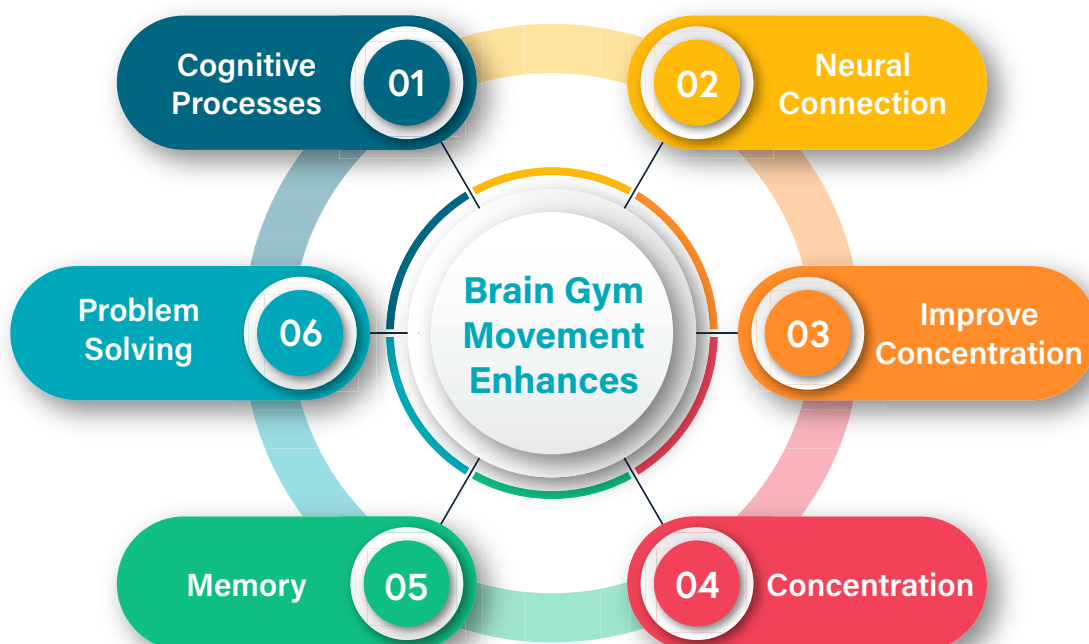 Cognitive
Processes
01
02
Neural
Connection
Brain Gym
Movement
Enhances
03
Improve
Concentration
04
Concentration
05
Memory
06
Problem
Solving